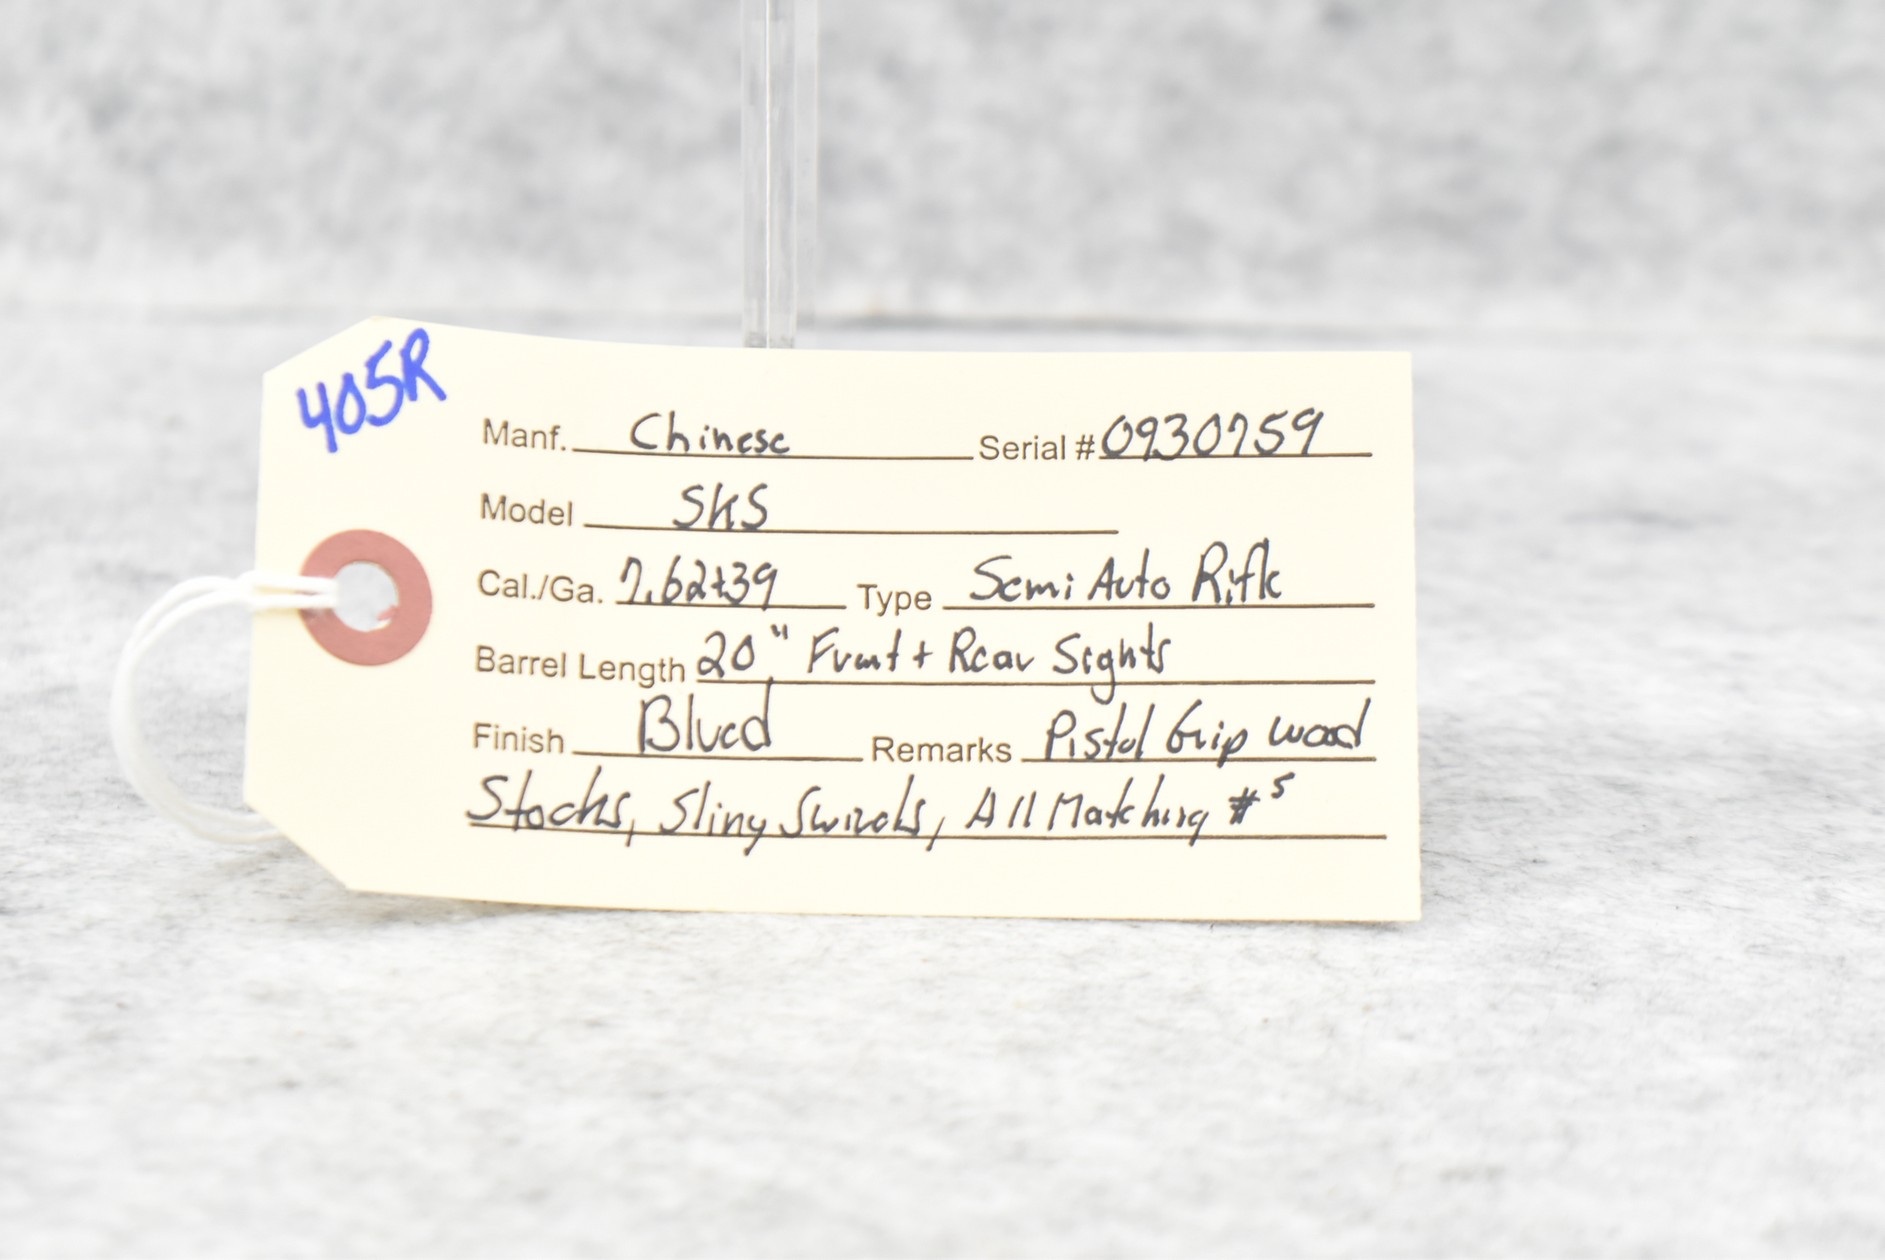 405R
Manf. Chinese Serial # 0930759
Model SKS
Cal./Ga. 7.62x39 Type Semi Auto Rifle
Barrel Length 20" Front + Rear Sights
Finish Blued Remarks Pistol Grip Wood
Stocks, Sling Swivels, All Matching #s